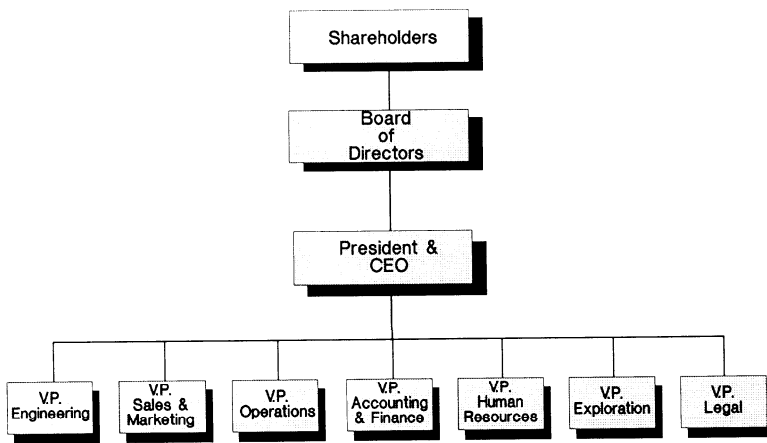 Shareholders
Board
of
Directors
President &
CEO
V.P.
Engineering
V.P.
Sales &
Marketing
V.P.
Operations
V.P.
Accounting
& Finance
V.P.
Human
Resources
V.P.
Exploration
V.P.
Legal